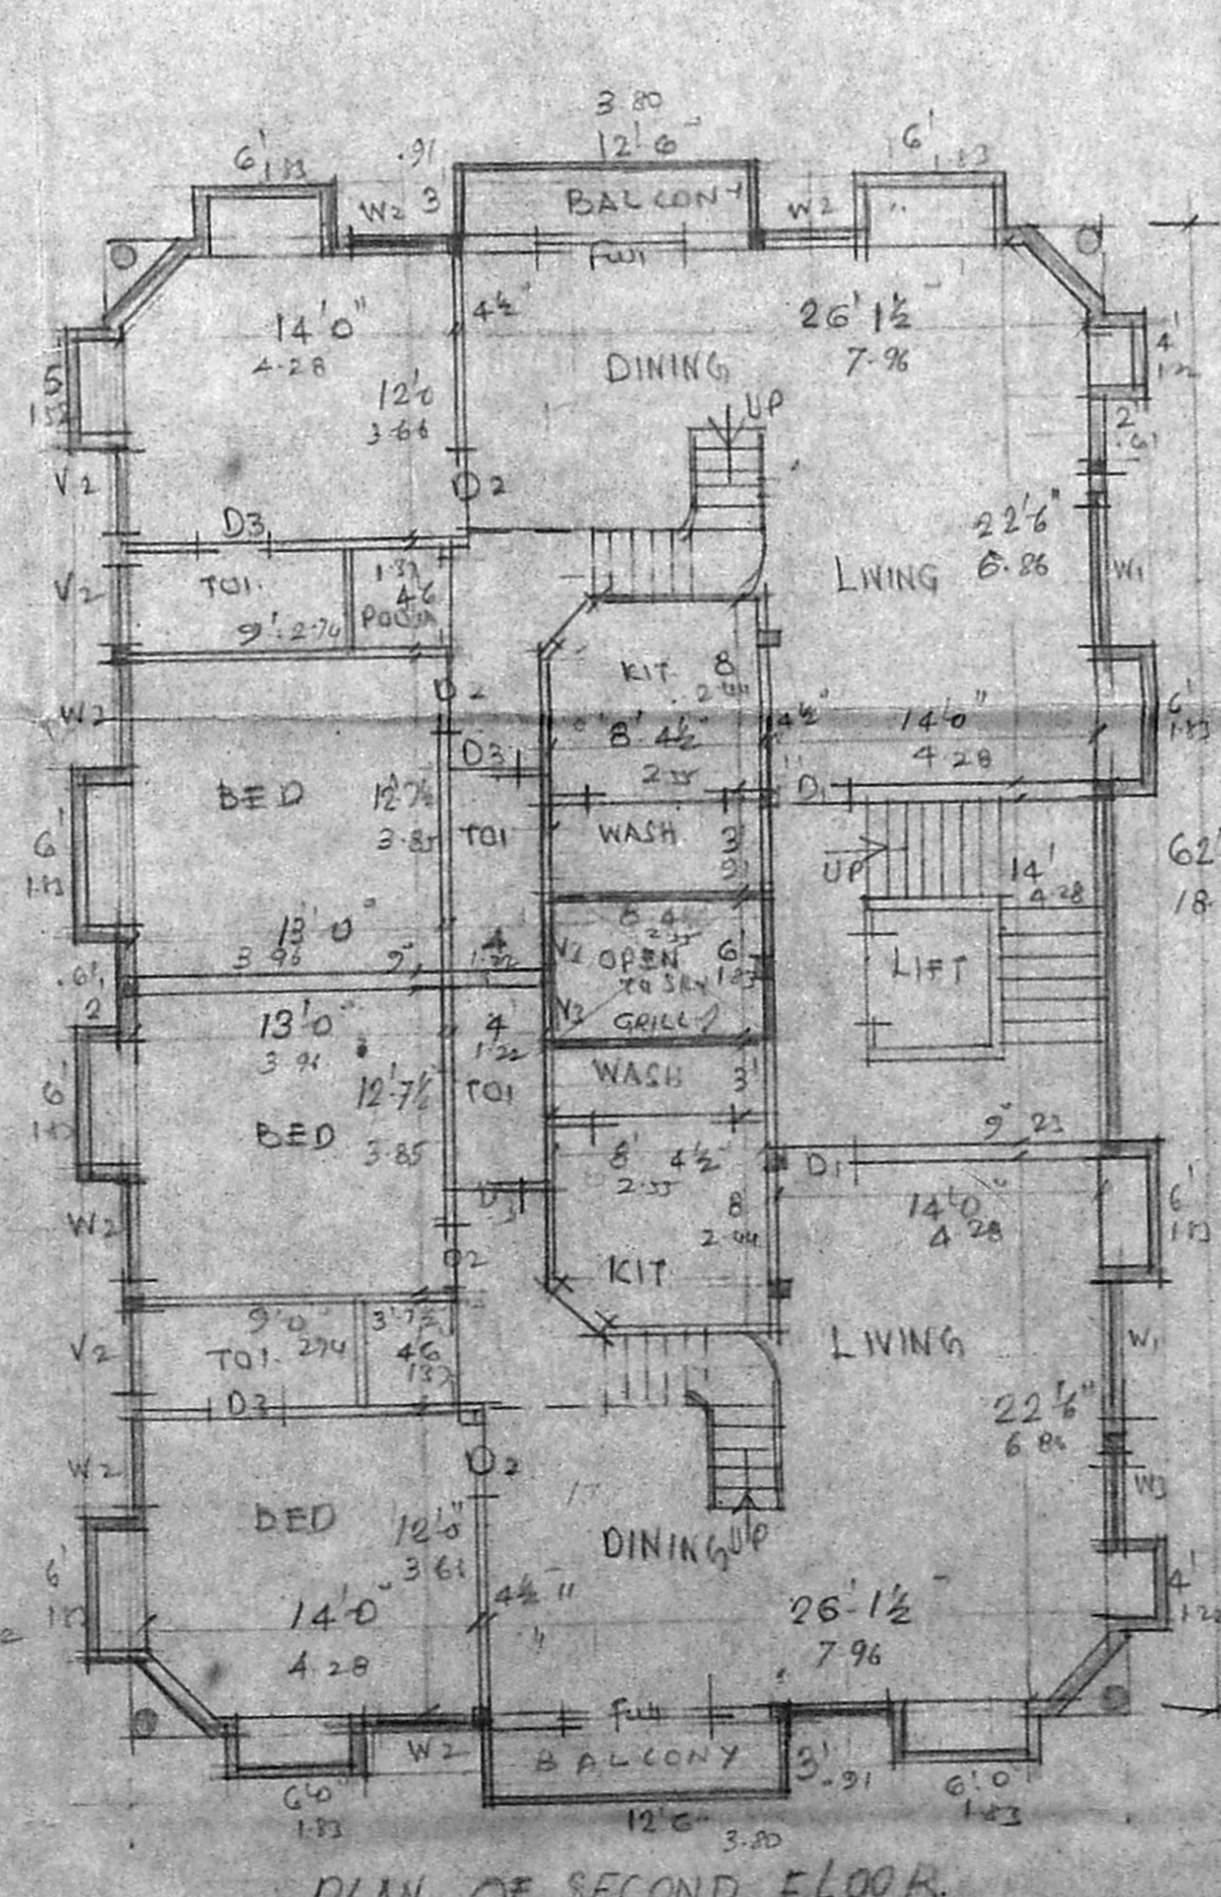 3.80
12'6"
6' 1.83
.91
6' 1.83
W2 3
BALCONY
W2
FW1
14'0"
4.28
4½"
26'1½"
7.96
4'
1.22
5
1.52
12'0
3.66
DINING
UP
2'
.61
V2
D2
22'6"
6.86
D3
LIVING
W1
V2
TOI.
9' 2.74
1.37
4'6
KIT. 8
2.44
D2
W2
8' 4½"
2.55
4½"
14'0"
4.28
6'
1.83
D3
D1
BED
12'7½
3.85
TOI
WASH 3'
91
UP
14'
4.28
62'
18.
6'
1.83
13'0"
3.96
9"
4
1.22
8 4½
2.55
V2
OPEN
TO SKY
6'
1.83
V3
GRILL
LIFT
.61
2
13'0"
3.96
4'
1.22
6'
1.83
12'7½
3.85
TOI
WASH 3'
BED
9" 23
8' 4½"
2.55
D1
14'0"
4.28
6'
1.83
D3
8
2.44
W2
D2
KIT
9'0"
2.74
3'7½
4'6
1.37
V2
TOI.
LIVING
W1
D3
22'6"
6.86
W2
D2
W3
BED
12'0"
3.61
DINING
UP
6'
1.83
4'
1.22
14'0"
4.28
4½"
26'-1½"
7.96
W2
BALCONY
3'
.91
6'0"
1.83
12'6"
3.80
6'0"
1.83
PLAN OF SECOND FLOOR.